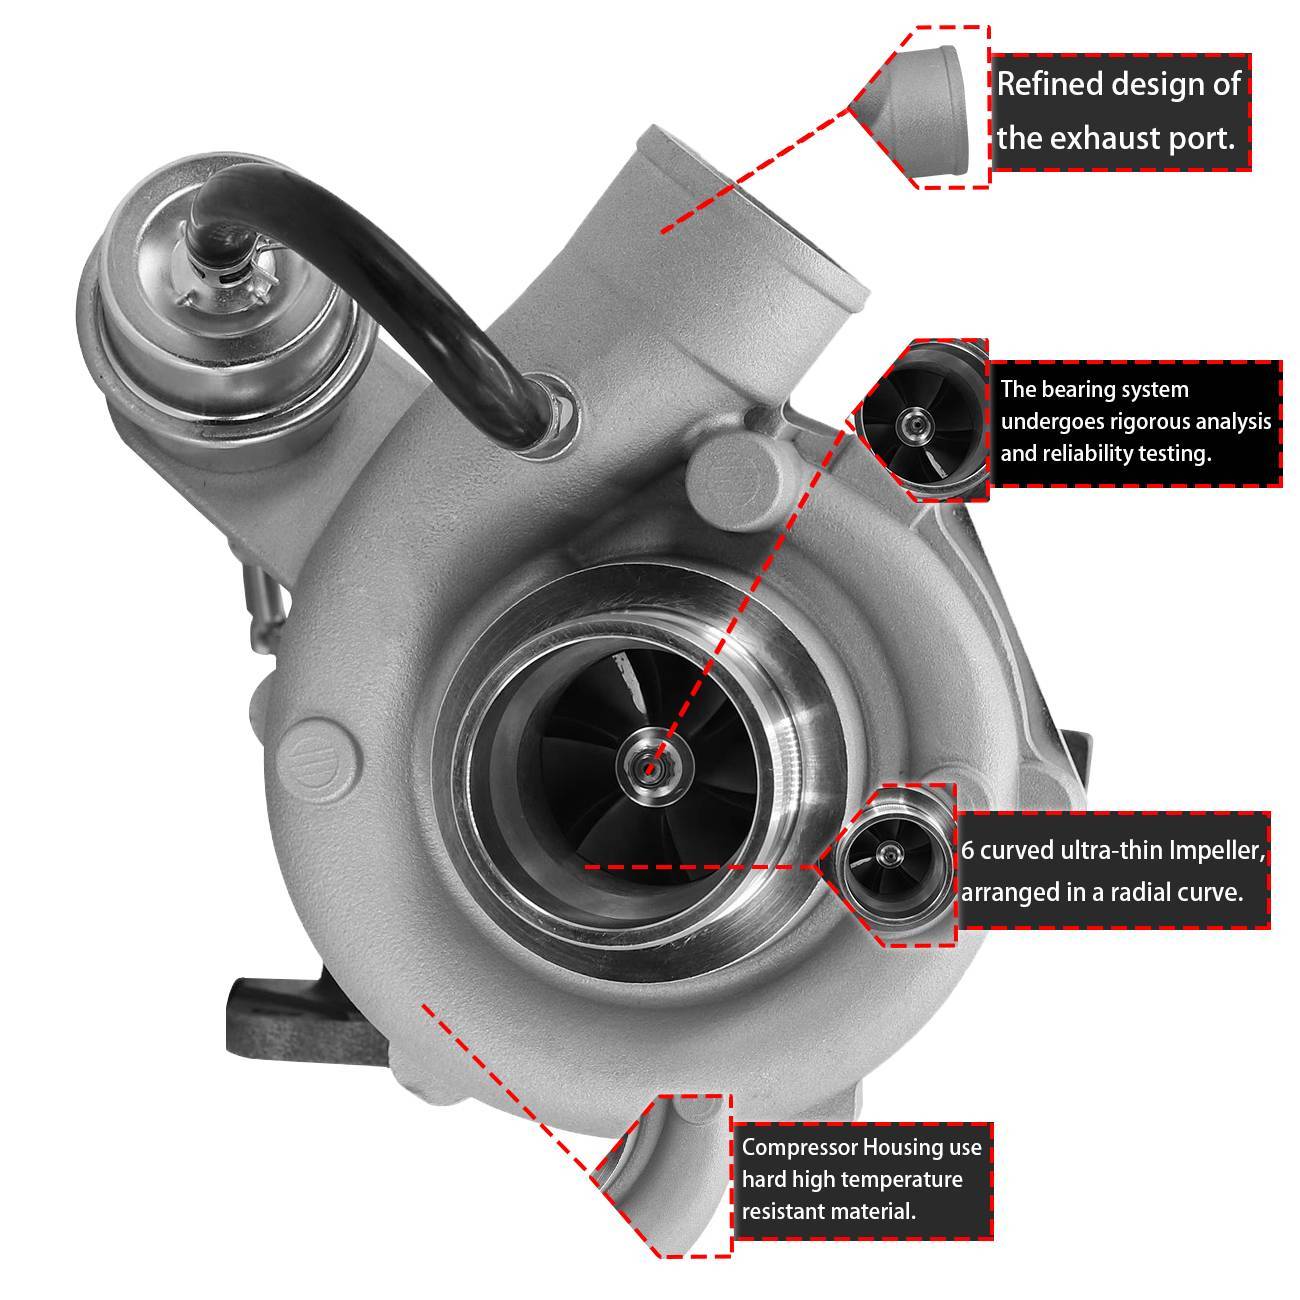 Refined design of
the exhaust port.
The bearing system
undergoes rigorous analysis
and reliability testing.
6 curved ultra-thin Impeller,
arranged in a radial curve.
Compressor Housing use
hard high temperature
resistant material.